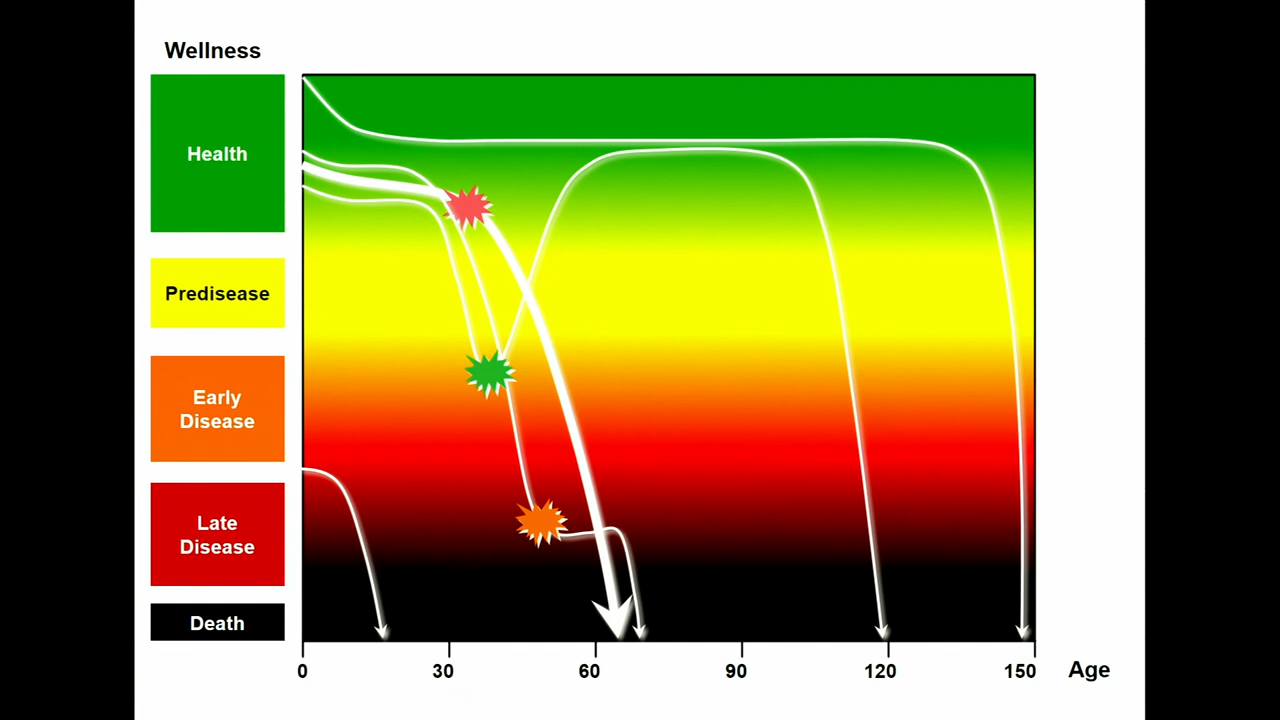 Wellness
Health
Predisease
Early
Disease
Late
Disease
Death
0 30 60 90 120 150 Age